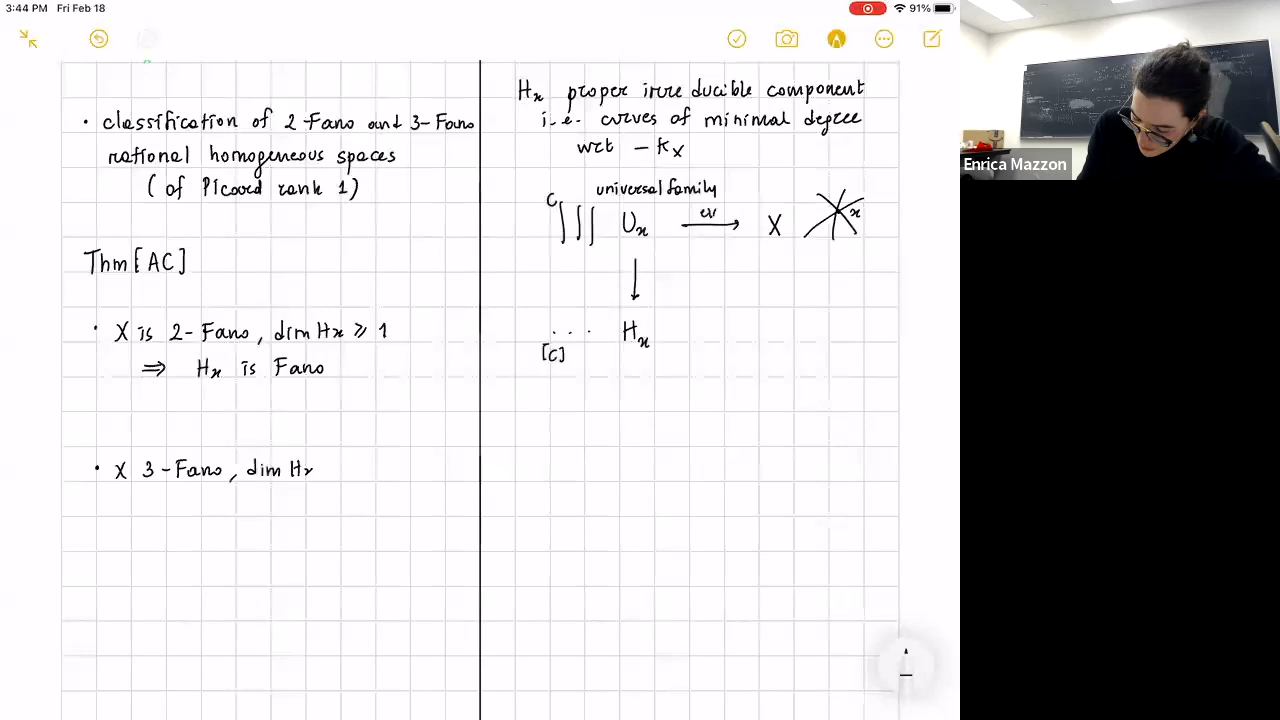 3:44 PM Fri Feb 18
91%
• classification of 2-Fano and 3-Fano
rational homogeneous spaces
(of Picard rank 1)
Thm [AC]
• X is 2-Fano, dim Hx ≥ 1
⇒ Hx is Fano
• X 3-Fano, dim Hx
Hx proper irreducible component
i.e. curves of minimal degree
wrt -Kx
universal family
C Ux ev → X x
↓
... Hx
[C]
Enrica Mazzon